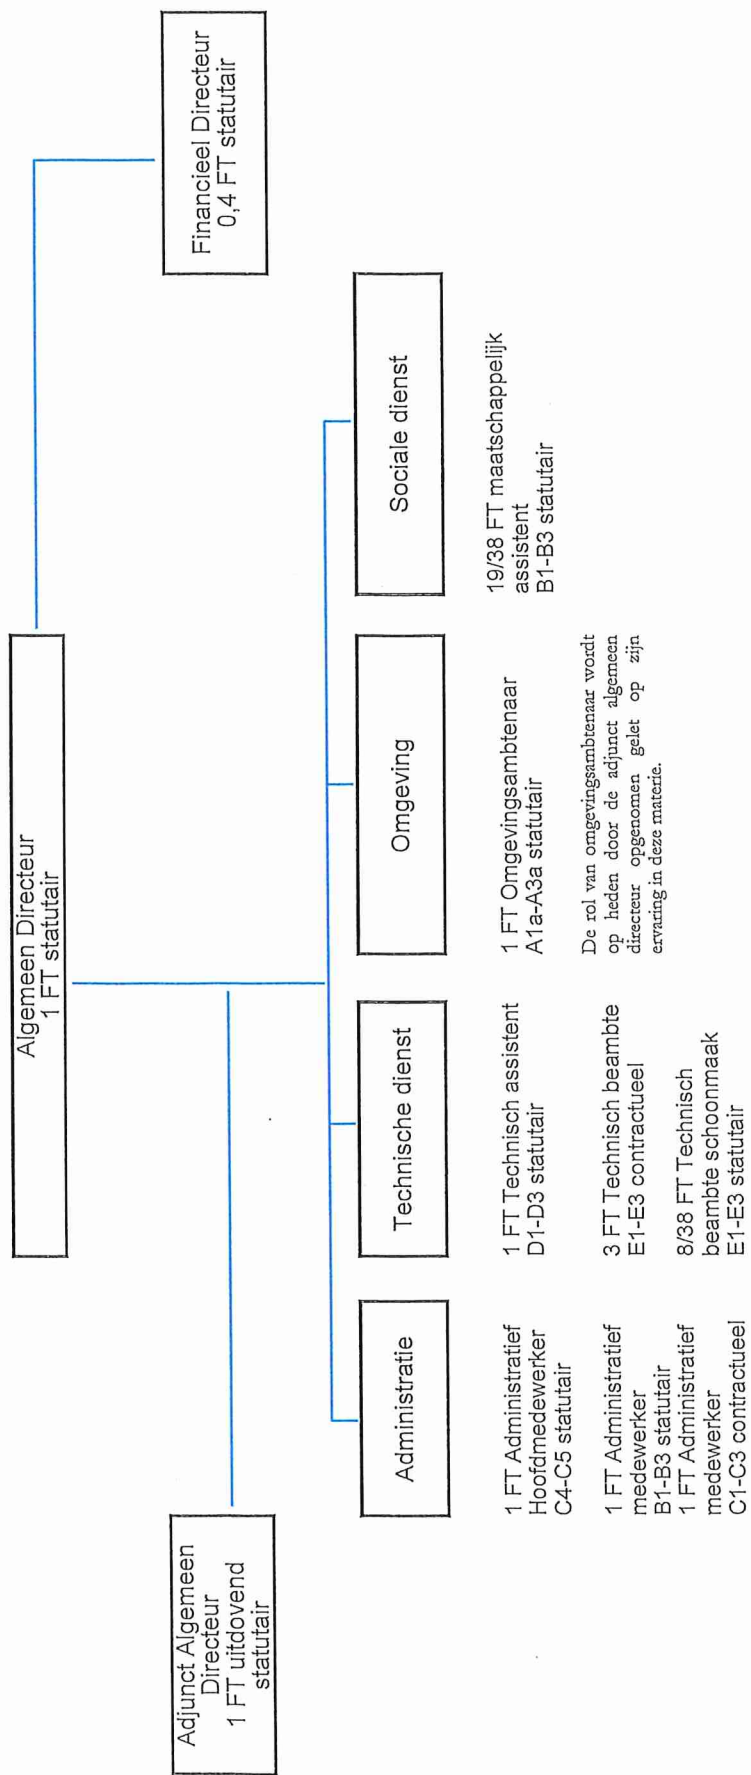 Algemeen Directeur
1 FT statutair
Adjunct Algemeen
Directeur
1 FT uitdovend
statutair
Financieel Directeur
0,4 FT statutair
Administratie
1 FT Administratief
Hoofdmedewerker
C4-C5 statutair
1 FT Administratief
medewerker
B1-B3 statutair
1 FT Administratief
medewerker
C1-C3 contractueel
Technische dienst
1 FT Technisch assistent
D1-D3 statutair
3 FT Technisch beambte
E1-E3 contractueel
8/38 FT Technisch
beambte schoonmaak
E1-E3 statutair
Omgeving
1 FT Omgevingsambtenaar
A1a-A3a statutair
De rol van omgevingsambtenaar wordt
op heden door de adjunct algemeen
directeur opgenomen gelet op zijn
ervaring in deze materie.
Sociale dienst
19/38 FT maatschappelijk
assistent
B1-B3 statutair